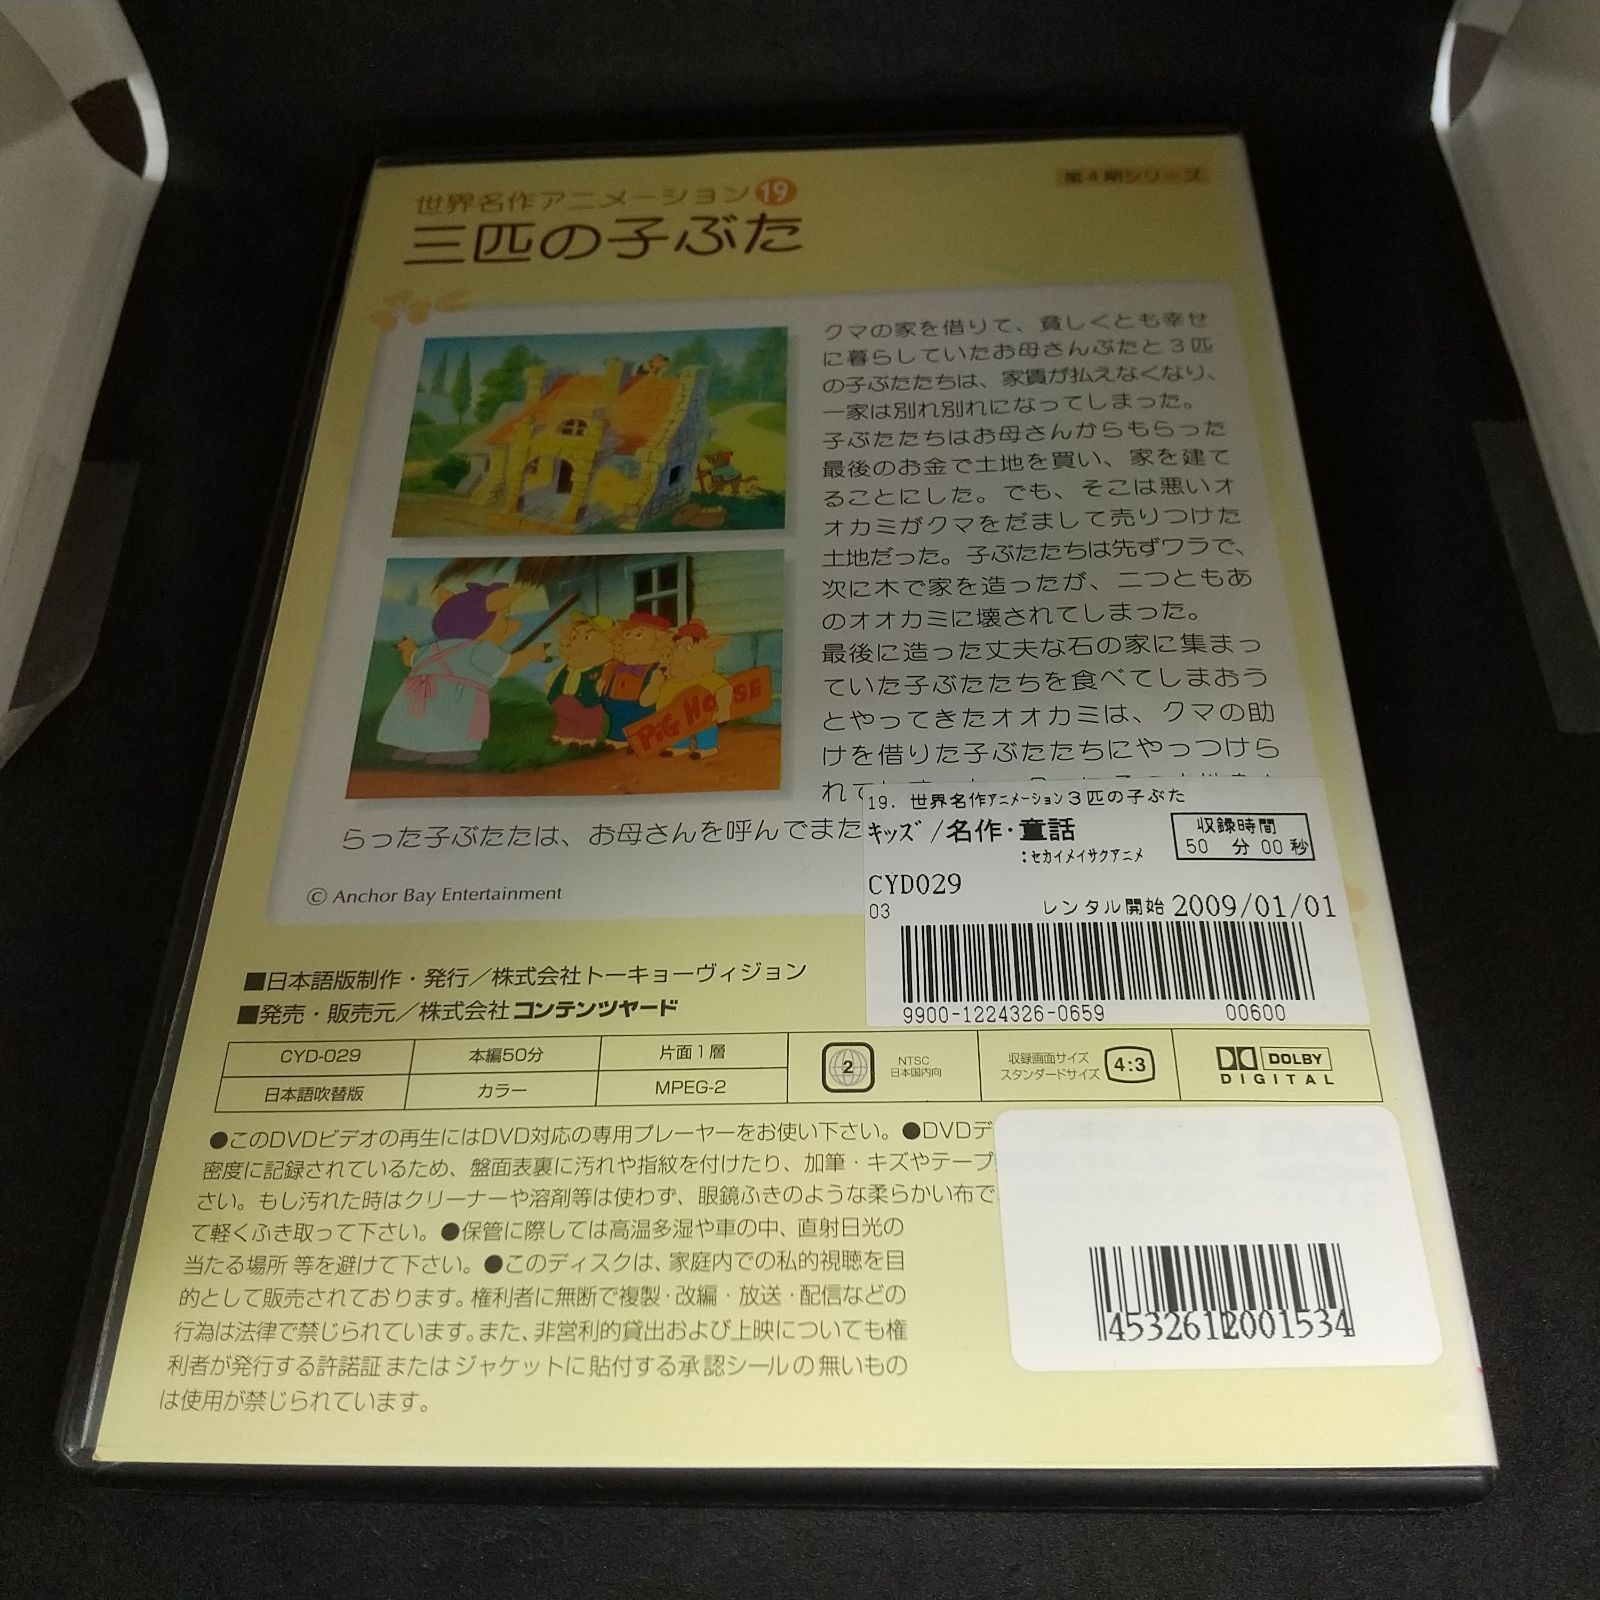 世界名作アニメーション19
第4期シリーズ
三匹の子ぶた
クマの家を借りて、貧しくとも幸せ
に暮らしていたお母さんぶたと3匹
の子ぶたたちは、家賃が払えなくなり、
一家は別れ別れになってしまった。
子ぶたたちはお母さんからもらった
最後のお金で土地を買い、家を建て
ることにした。でも、そこは悪いオ
オカミがクマをだまして売りつけた
土地だった。子ぶたたちは先ずワラで、
次に木で家を造ったが、二つともあ
のオオカミに壊されてしまった。
最後に造った丈夫な石の家に集まっ
ていた子ぶたたちを食べてしまおう
とやってきたオオカミは、クマの助
けを借りた子ぶたたちにやっつけら
れて
らった子ぶたたは、お母さんを呼んでまた
PIG HOUSE
© Anchor Bay Entertainment
19. 世界名作アニメーション3匹の子ぶた
キッズ/名作・童話
:セカイメイサクアニメ
収録時間
50 分 00 秒
CYD029
03
レンタル開始 2009/01/01
9900-1224326-0659
00600
■日本語版制作・発行/株式会社トーキョーヴィジョン
■発売・販売元/株式会社コンテンツヤード
CYD-029
本編50分
片面1層
日本語吹替版
カラー
MPEG-2
2
NTSC
日本国内向
収録画面サイズ
スタンダードサイズ
4:3
DOLBY
DIGITAL
●このDVDビデオの再生にはDVD対応の専用プレーヤーをお使い下さい。●DVDデ
密度に記録されているため、盤面表裏に汚れや指紋を付けたり、加筆・キズやテープ
さい。もし汚れた時はクリーナーや溶剤等は使わず、眼鏡ふきのような柔らかい布で
て軽くふき取って下さい。●保管に際しては高温多湿や車の中、直射日光の
当たる場所 等を避けて下さい。●このディスクは、家庭内での私的視聴を目
的として販売されております。権利者に無断で複製・改編・放送・配信などの
行為は法律で禁じられています。また、非営利的貸出および上映についても権
利者が発行する許諾証またはジャケットに貼付する承認シールの無いもの
は使用が禁じられています。
4532612001534